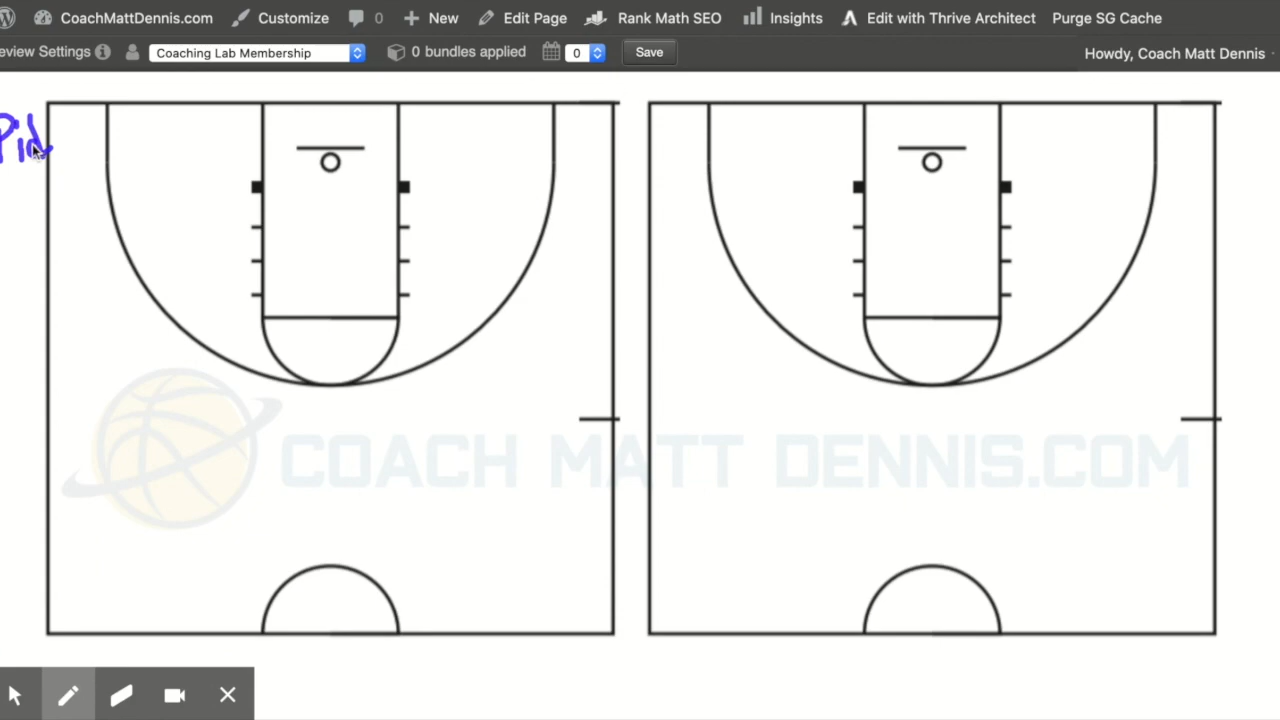 CoachMattDennis.com Customize 0 New Edit Page Rank Math SEO Insights Edit with Thrive Architect Purge SG Cache
eview Settings Coaching Lab Membership 0 bundles applied 0 Save Howdy, Coach Matt Dennis
Pid
COACH MATT DENNIS.COM